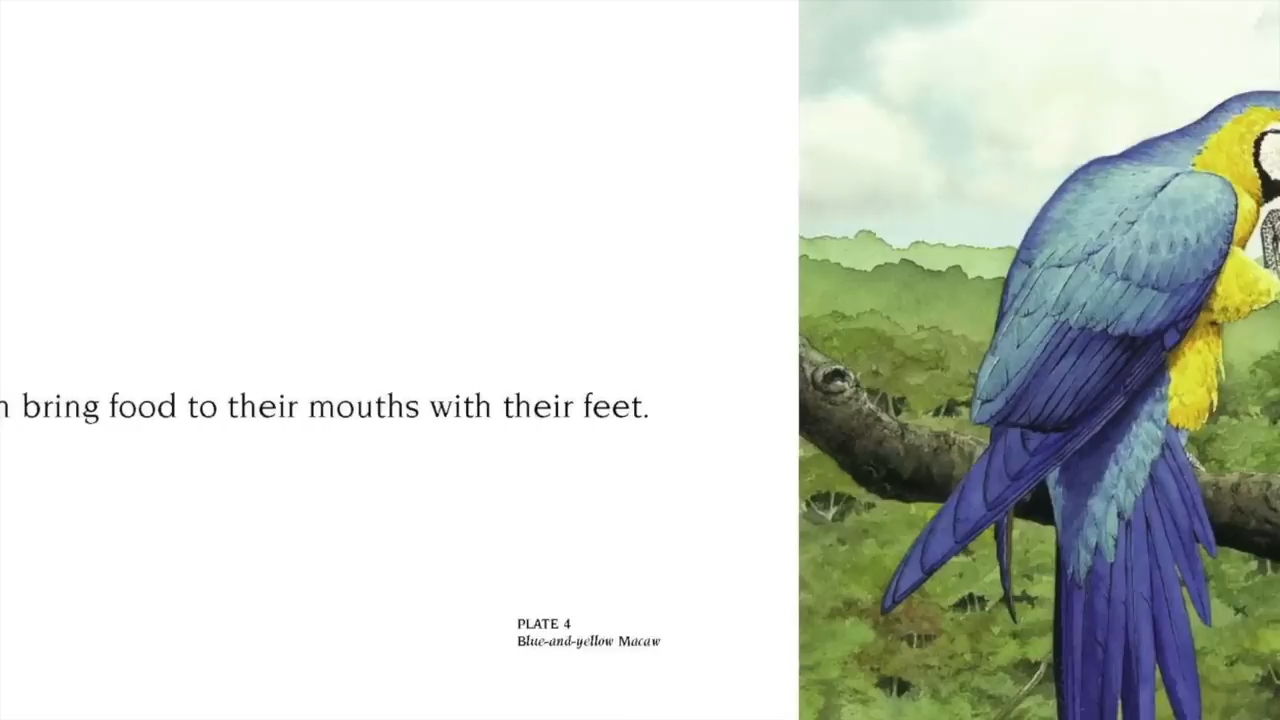 bring food to their mouths with their feet.
PLATE 4
Blue-and-yellow Macaw